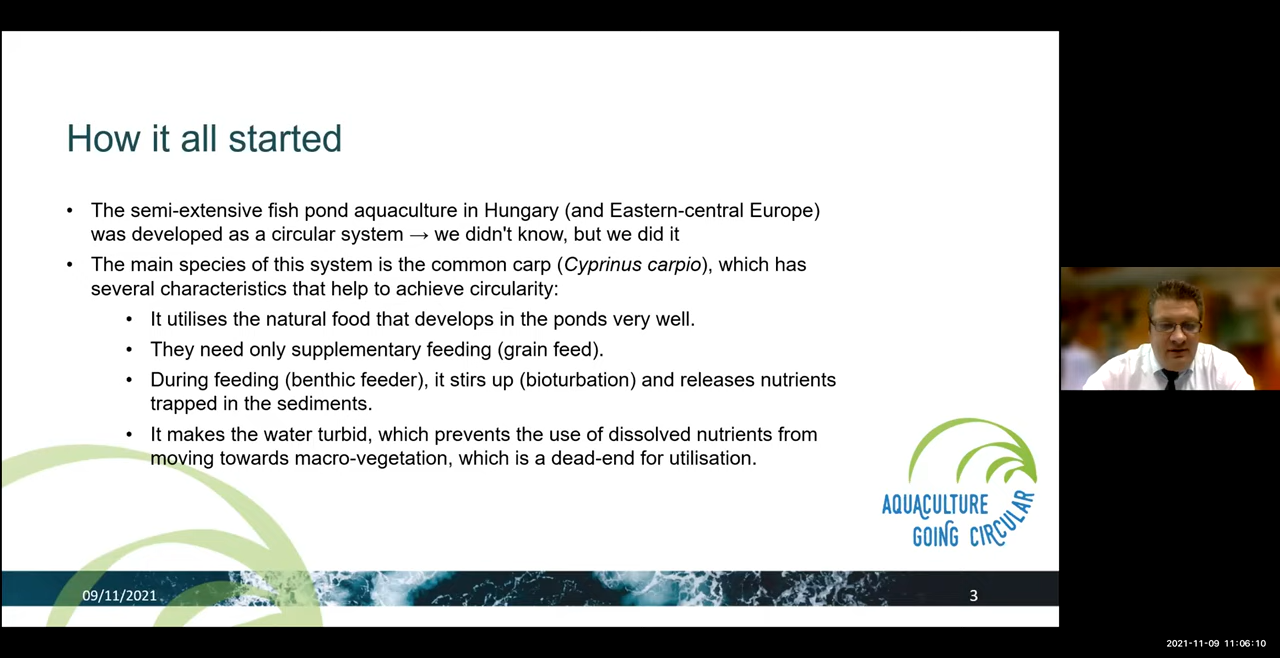 How it all started
• The semi-extensive fish pond aquaculture in Hungary (and Eastern-central Europe)
was developed as a circular system → we didn't know, but we did it
• The main species of this system is the common carp (Cyprinus carpio), which has
several characteristics that help to achieve circularity:
• It utilises the natural food that develops in the ponds very well.
• They need only supplementary feeding (grain feed).
• During feeding (benthic feeder), it stirs up (bioturbation) and releases nutrients
trapped in the sediments.
• It makes the water turbid, which prevents the use of dissolved nutrients from
moving towards macro-vegetation, which is a dead-end for utilisation.
AQUACULTURE
GOING CIRCULAR
09/11/2021
3
2021-11-09 11:06:10